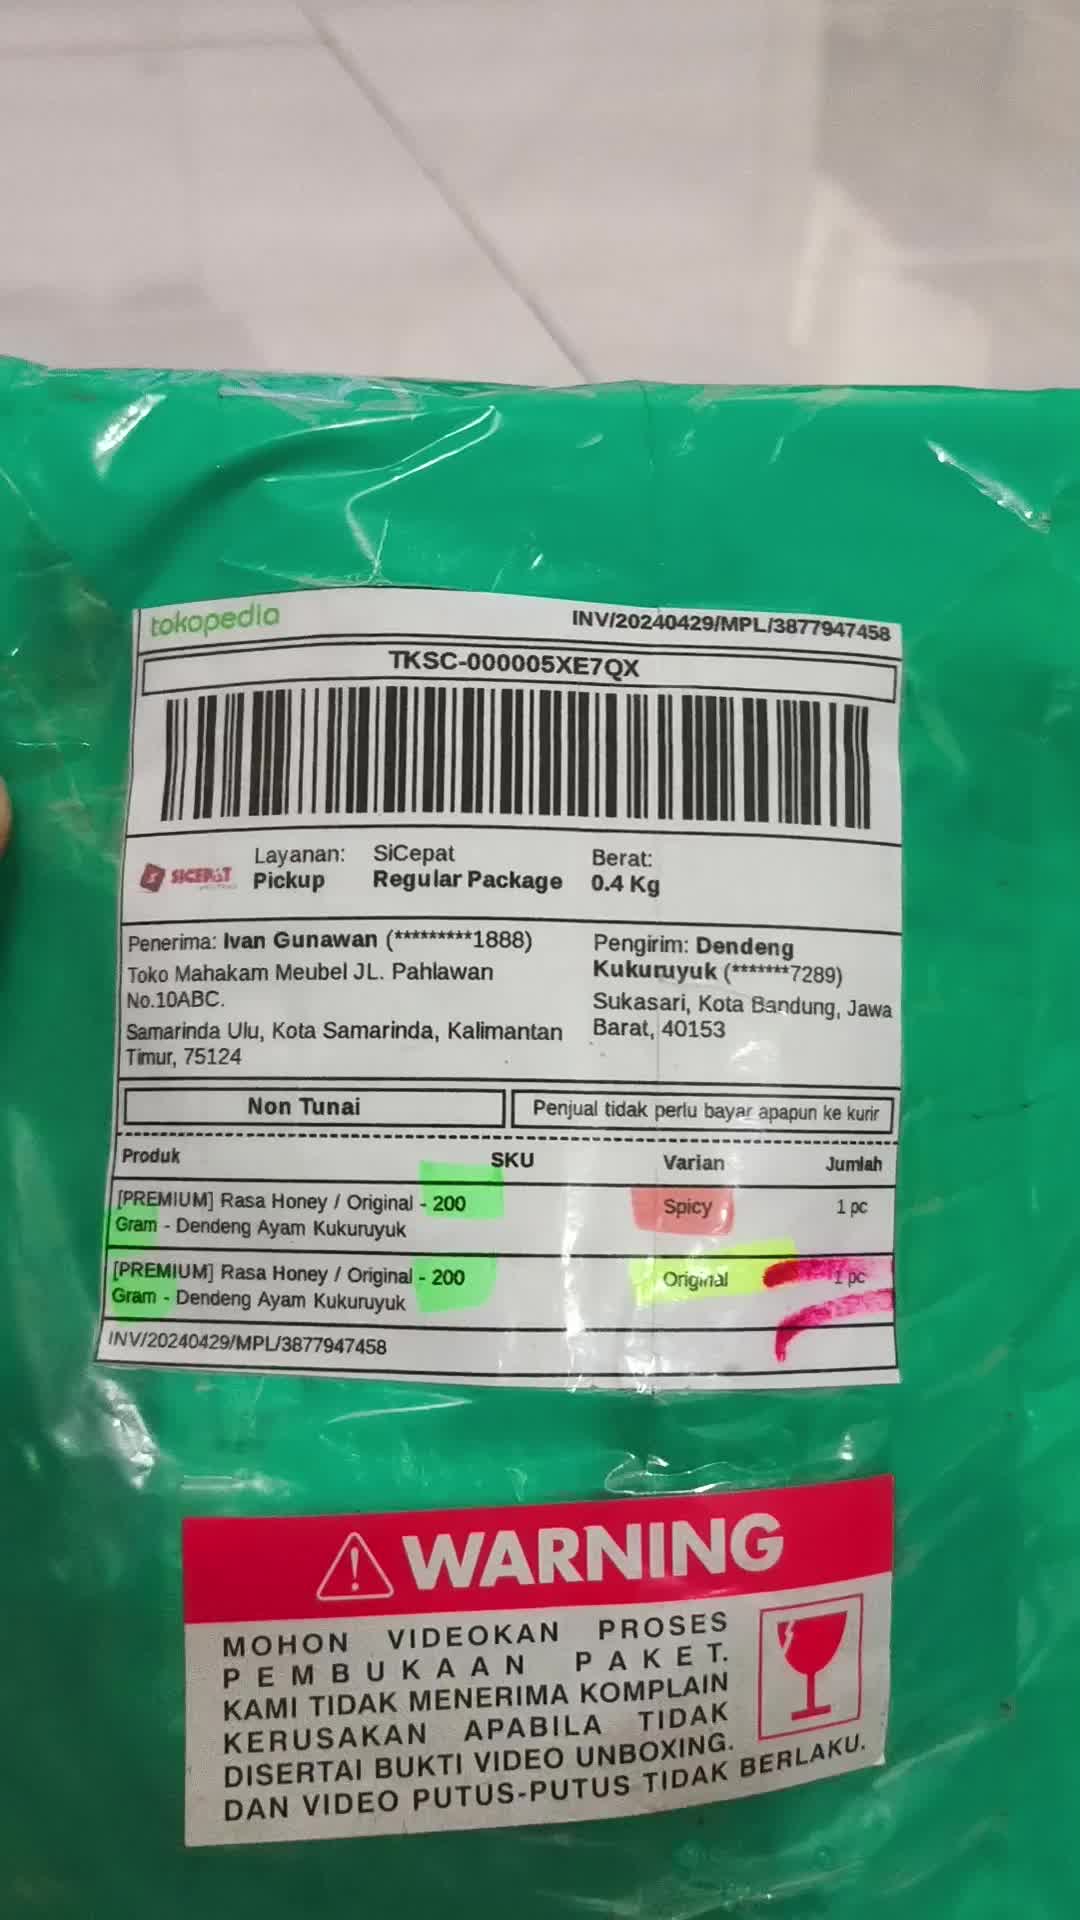 tokopedia INV/20240429/MPL/3877947458
TKSC-000005XE7QX
SICEPAT
Layanan: SiCepat Berat:
Pickup Regular Package 0.4 Kg
Penerima: Ivan Gunawan (*********1888)
Toko Mahakam Meubel JL. Pahlawan
No.10ABC.
Samarinda Ulu, Kota Samarinda, Kalimantan
Timur, 75124
Pengirim: Dendeng
Kukuruyuk (*******7289)
Sukasari, Kota Bandung, Jawa
Barat, 40153
Non Tunai
Penjual tidak perlu bayar apapun ke kurir
Produk SKU Varian Jumlah
[PREMIUM] Rasa Honey / Original - 200 Spicy 1 pc
Gram - Dendeng Ayam Kukuruyuk
[PREMIUM] Rasa Honey / Original - 200 Original 1 pc
Gram - Dendeng Ayam Kukuruyuk
INV/20240429/MPL/3877947458
WARNING
MOHON VIDEOKAN PROSES
PEMBUKAAN PAKET.
KAMI TIDAK MENERIMA KOMPLAIN
KERUSAKAN APABILA TIDAK
DISERTAI BUKTI VIDEO UNBOXING.
DAN VIDEO PUTUS-PUTUS TIDAK BERLAKU.